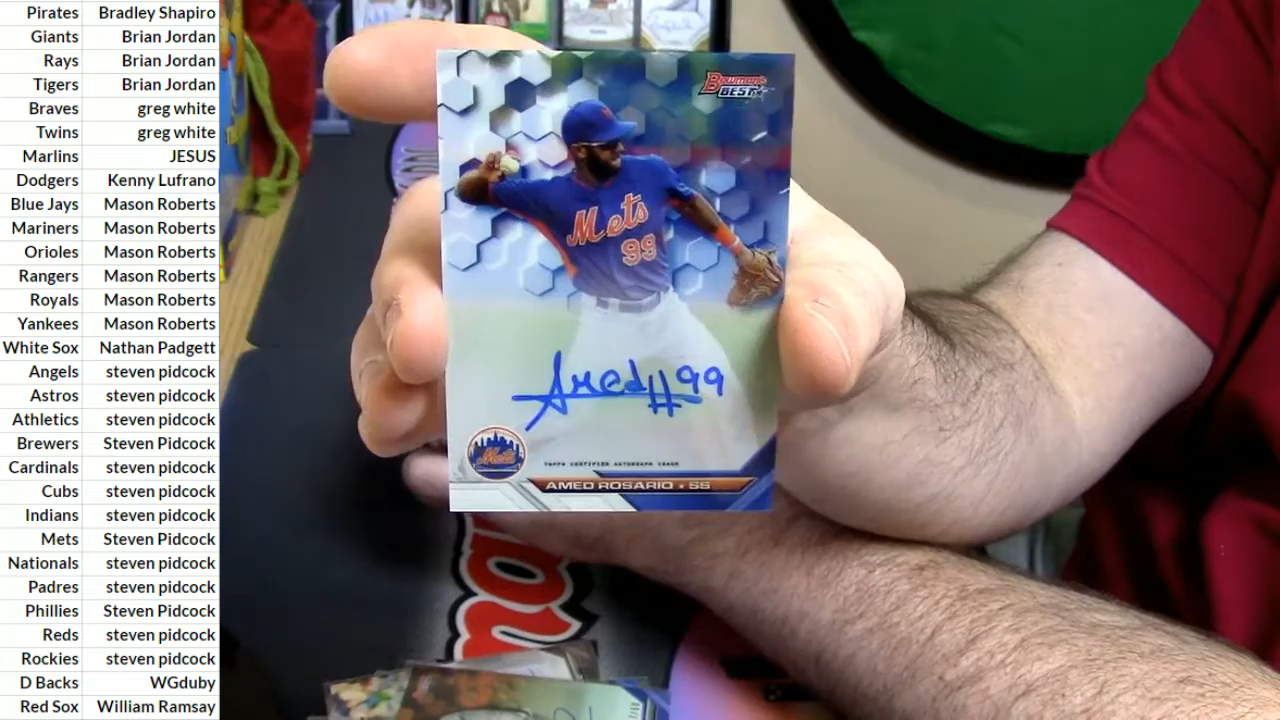 Pirates Bradley Shapiro
Giants Brian Jordan
Rays Brian Jordan
Tigers Brian Jordan
Braves greg white
Twins greg white
Marlins JESUS
Dodgers Kenny Lufrano
Blue Jays Mason Roberts
Mariners Mason Roberts
Orioles Mason Roberts
Rangers Mason Roberts
Royals Mason Roberts
Yankees Mason Roberts
White Sox Nathan Padgett
Angels steven pidcock
Astros steven pidcock
Athletics steven pidcock
Brewers Steven Pidcock
Cardinals steven pidcock
Cubs steven pidcock
Indians steven pidcock
Mets Steven Pidcock
Nationals steven pidcock
Padres steven pidcock
Phillies Steven Pidcock
Reds steven pidcock
Rockies steven pidcock
D Backs WGduby
Red Sox William Ramsay
Bowman's
BEST
Mets
99
Amed 99
Mets
TOPPS CERTIFIED AUTOGRAPH ISSUE
AMED ROSARIO • SS